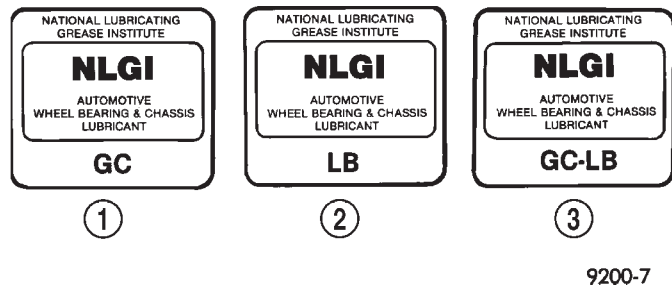 NATIONAL LUBRICATING
GREASE INSTITUTE
NLGI
AUTOMOTIVE
WHEEL BEARING & CHASSIS
LUBRICANT
GC
1
NATIONAL LUBRICATING
GREASE INSTITUTE
NLGI
AUTOMOTIVE
WHEEL BEARING & CHASSIS
LUBRICANT
LB
2
NATIONAL LUBRICATING
GREASE INSTITUTE
NLGI
AUTOMOTIVE
WHEEL BEARING & CHASSIS
LUBRICANT
GC-LB
3
9200-7